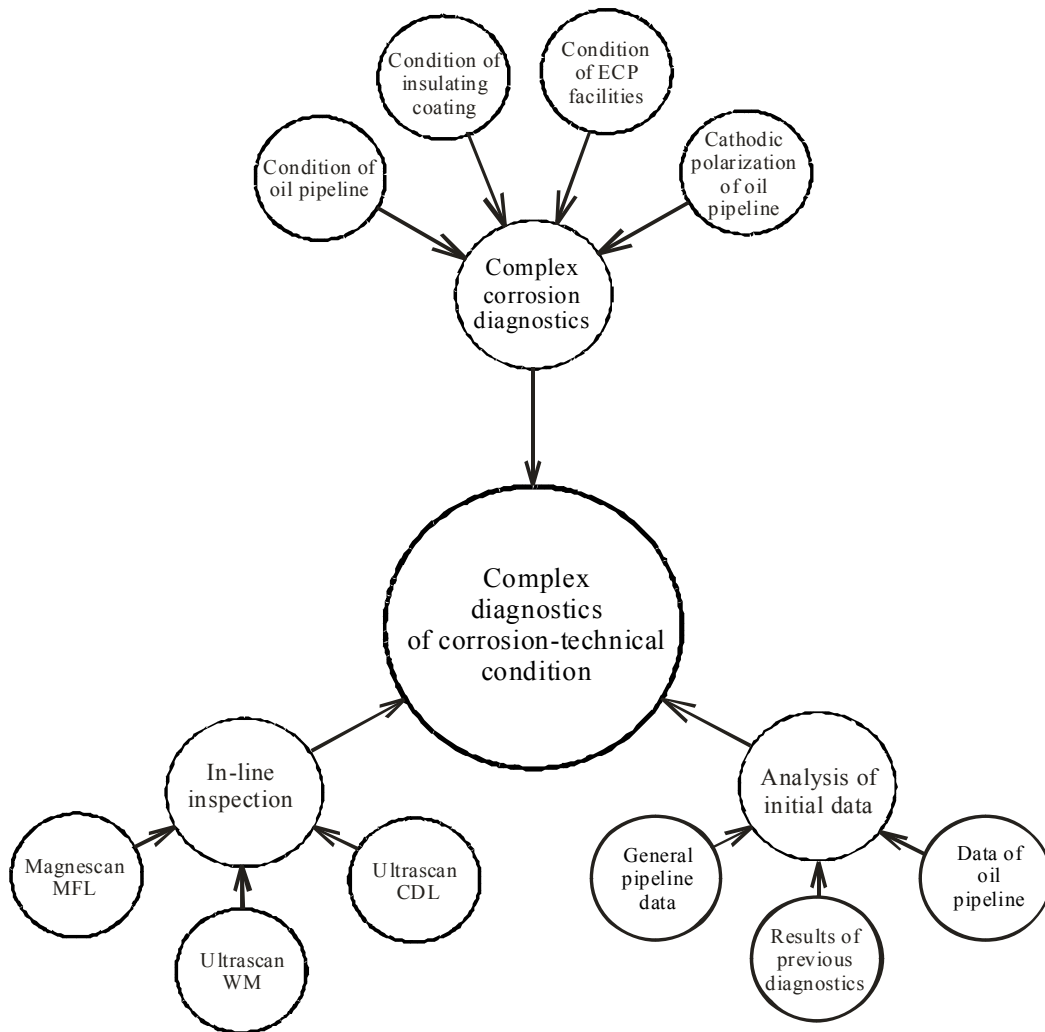 Condition of
insulating
coating
Condition
of ECP
facilities
Condition of
oil pipeline
Cathodic
polarization
of oil
pipeline
Complex
corrosion
diagnostics
Complex
diagnostics
of corrosion-technical
condition
In-line
inspection
Analysis of
initial data
Magnescan
MFL
Ultrascan
WM
Ultrascan
CDL
General
pipeline
data
Results of
previous
diagnostics
Data of
oil
pipeline